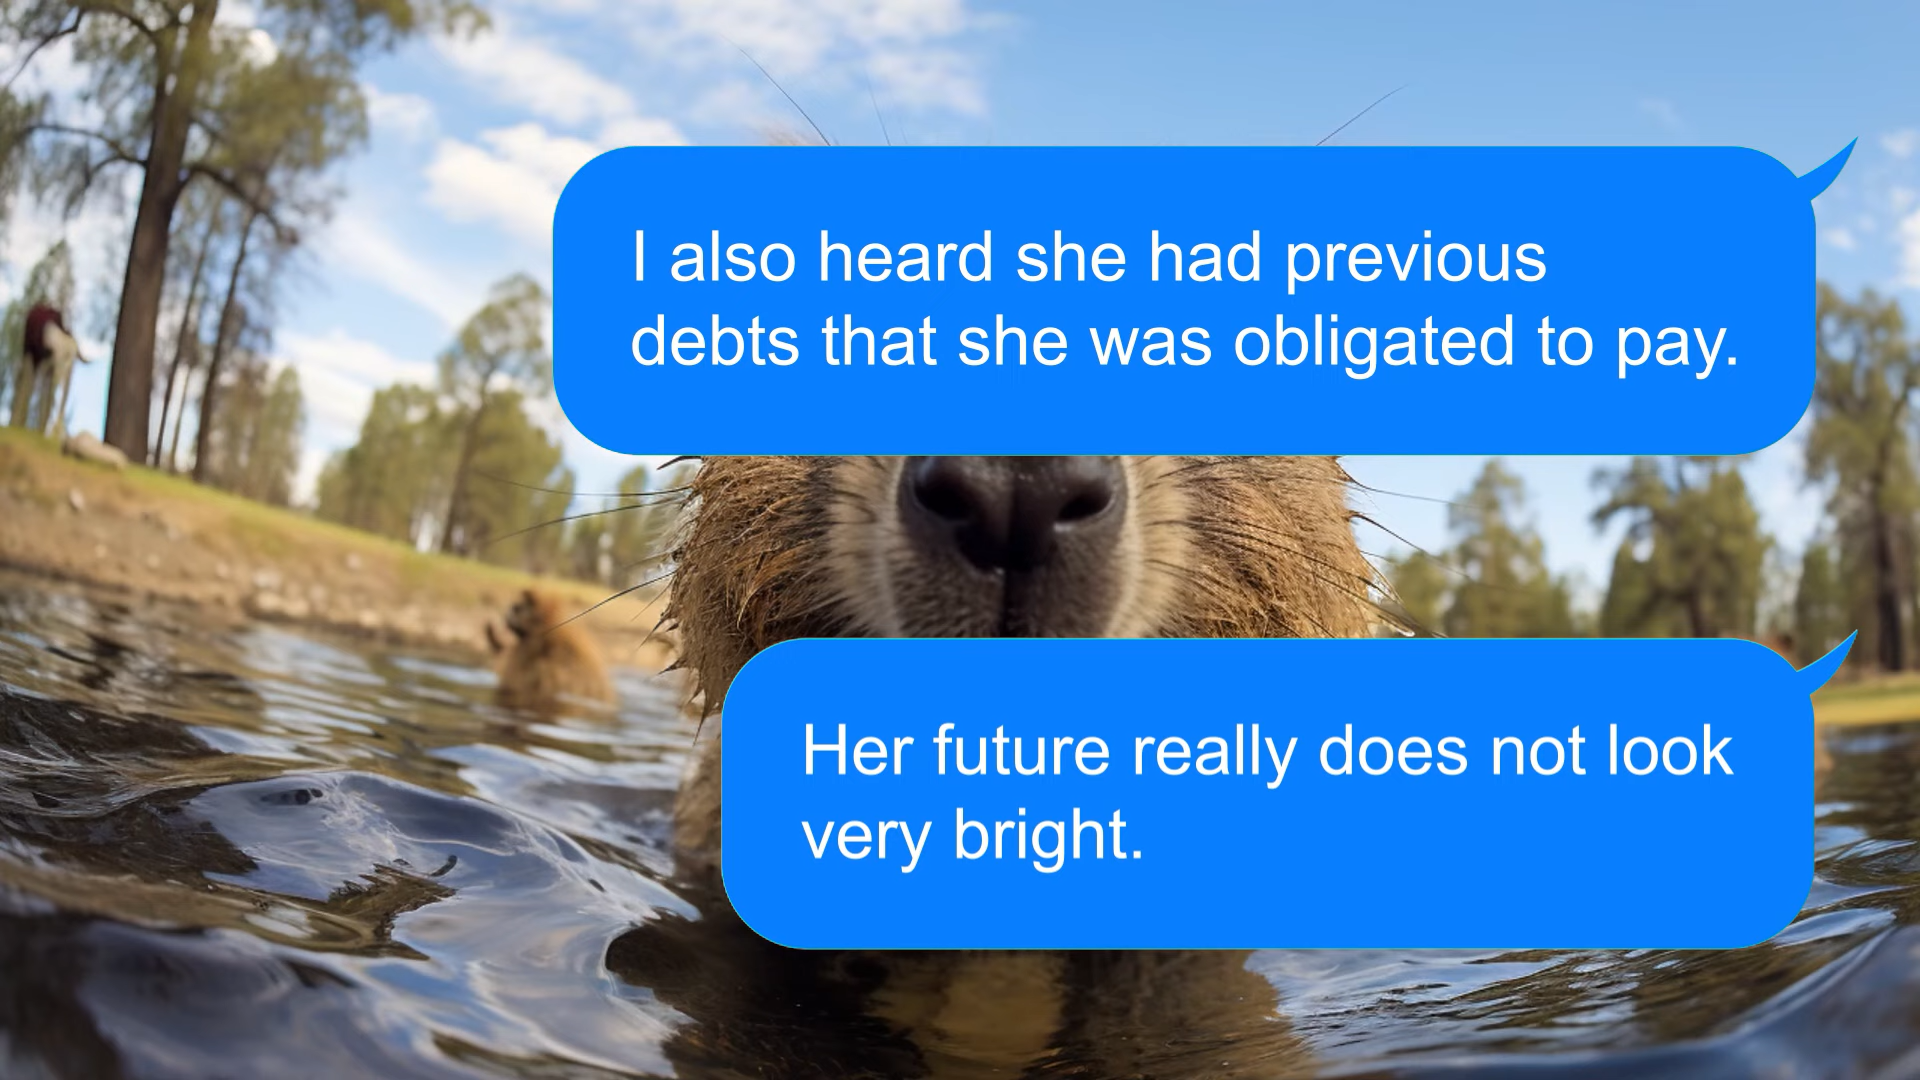 I also heard she had previous
debts that she was obligated to pay.
Her future really does not look
very bright.